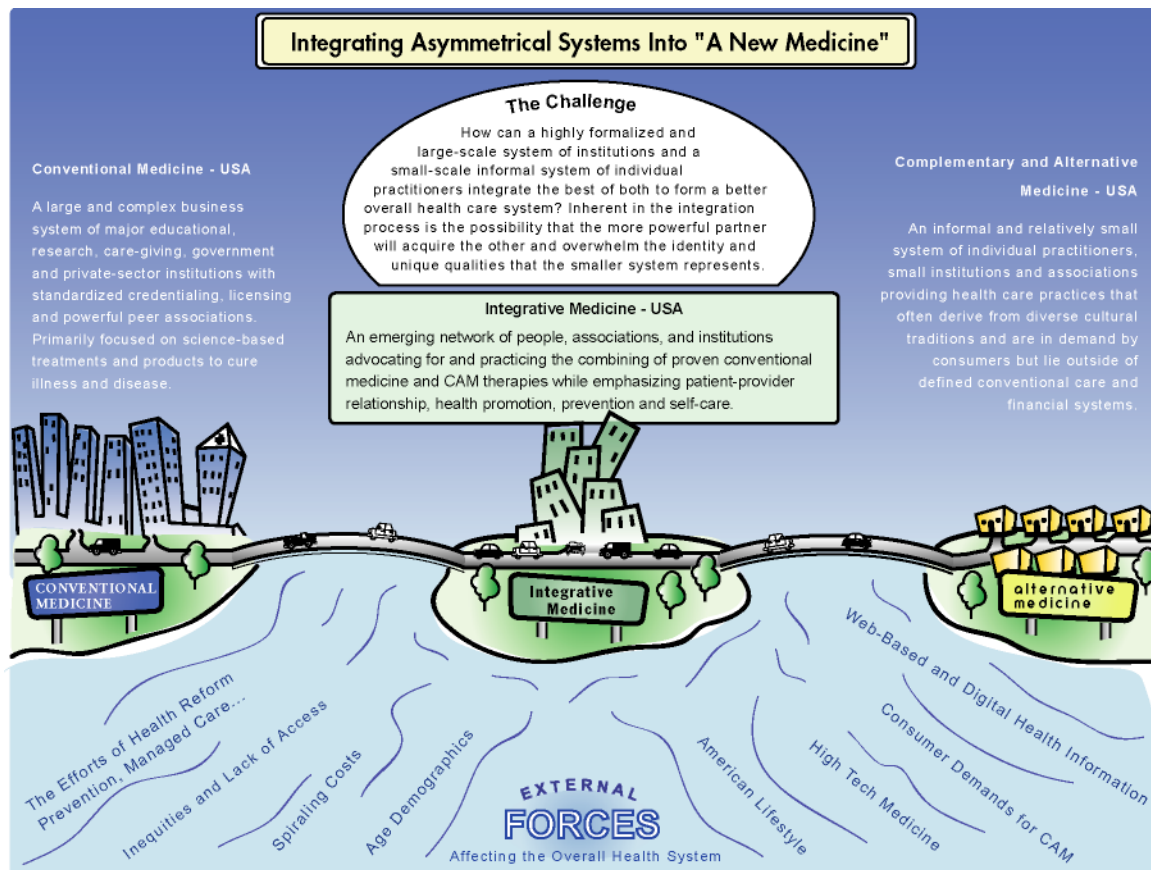 Integrating Asymmetrical Systems Into "A New Medicine"
The Challenge
How can a highly formalized and
large-scale system of institutions and a
small-scale informal system of individual
practitioners integrate the best of both to form a better
overall health care system? Inherent in the integration
process is the possibility that the more powerful partner
will acquire the other and overwhelm the identity and
unique qualities that the smaller system represents.
Conventional Medicine - USA
A large and complex business
system of major educational,
research, care-giving, government
and private-sector institutions with
standardized credentialing, licensing
and powerful peer associations.
Primarily focused on science-based
treatments and products to cure
illness and disease.
Integrative Medicine - USA
An emerging network of people, associations, and institutions
advocating for and practicing the combining of proven conventional
medicine and CAM therapies while emphasizing patient-provider
relationship, health promotion, prevention and self-care.
Complementary and Alternative
Medicine - USA
An informal and relatively small
system of individual practitioners,
small institutions and associations
providing health care practices that
often derive from diverse cultural
traditions and are in demand by
consumers but lie outside of
defined conventional care and
financial systems.
CONVENTIONAL
MEDICINE
Integrative
Medicine
alternative
medicine
The Efforts of Health Reform
Prevention, Managed Care...
Inequities and Lack of Access
Spiraling Costs
Age Demographics
EXTERNAL
FORCES
Affecting the Overall Health System
American Lifestyle
High Tech Medicine
Consumer Demands for CAM
Web-Based and Digital Health Information